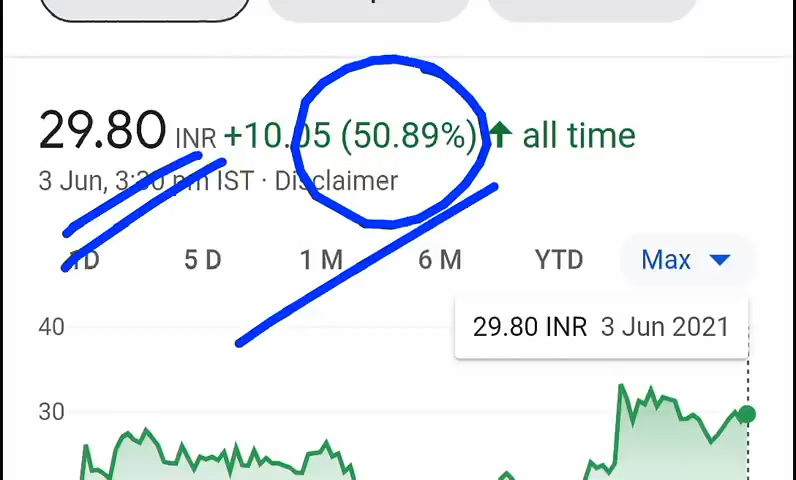 29.80 INR +10.05 (50.89%) ↑ all time
3 Jun, 3:30 pm IST · Disclaimer
1D 5 D 1 M 6 M YTD Max
29.80 INR 3 Jun 2021
40
30